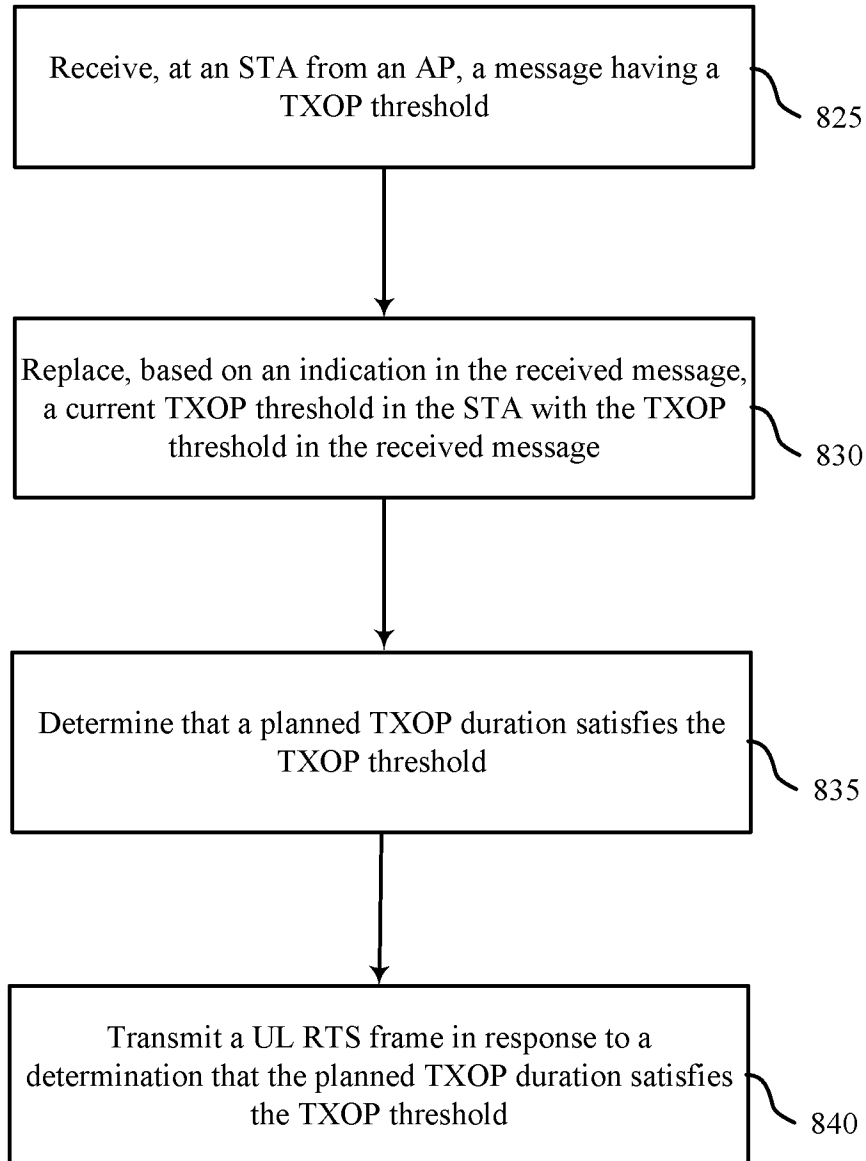 Receive, at an STA from an AP, a message having a
TXOP threshold
825
Replace, based on an indication in the received message,
a current TXOP threshold in the STA with the TXOP
threshold in the received message
830
Determine that a planned TXOP duration satisfies the
TXOP threshold
835
Transmit a UL RTS frame in response to a
determination that the planned TXOP duration satisfies
the TXOP threshold
840